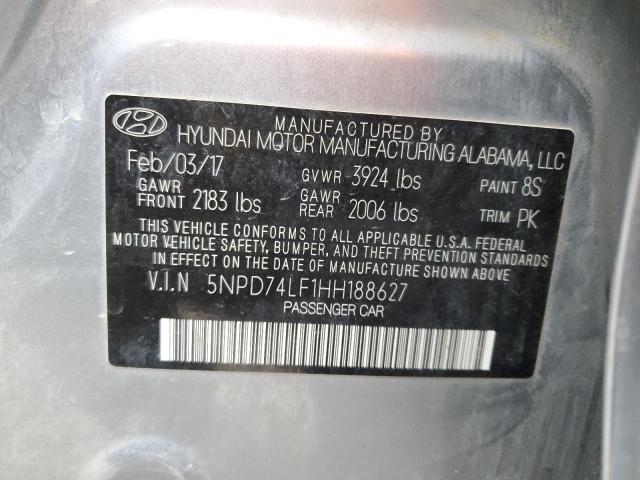 MANUFACTURED BY
HYUNDAI MOTOR MANUFACTURING ALABAMA, LLC
Feb/03/17 GVWR 3924 lbs PAINT 8S
GAWR FRONT 2183 lbs GAWR REAR 2006 lbs TRIM PK
THIS VEHICLE CONFORMS TO ALL APPLICABLE U.S.A. FEDERAL
MOTOR VEHICLE SAFETY, BUMPER, AND THEFT PREVENTION STANDARDS
IN EFFECT ON THE DATE OF MANUFACTURE SHOWN ABOVE.
V.I.N 5NPD74LF1HH188627
PASSENGER CAR